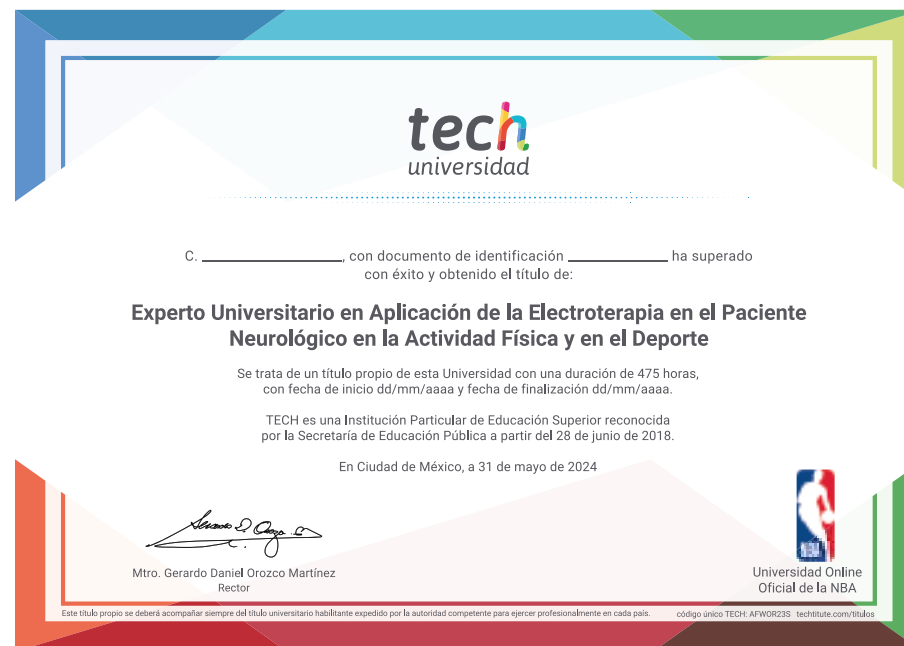 tech
universidad
C. ____________________, con documento de identificación ______________ ha superado
con éxito y obtenido el título de:
Experto Universitario en Aplicación de la Electroterapia en el Paciente
Neurológico en la Actividad Física y en el Deporte
Se trata de un título propio de esta Universidad con una duración de 475 horas,
con fecha de inicio dd/mm/aaaa y fecha de finalización dd/mm/aaaa.
TECH es una Institución Particular de Educación Superior reconocida
por la Secretaría de Educación Pública a partir del 28 de junio de 2018.
En Ciudad de México, a 31 de mayo de 2024
Mtro. Gerardo Daniel Orozco Martínez
Rector
NBA
Universidad Online
Oficial de la NBA
Este título propio se deberá acompañar siempre del título universitario habilitante expedido por la autoridad competente para ejercer profesionalmente en cada país.
código único TECH: AFWOR23S techtitute.com/titulos